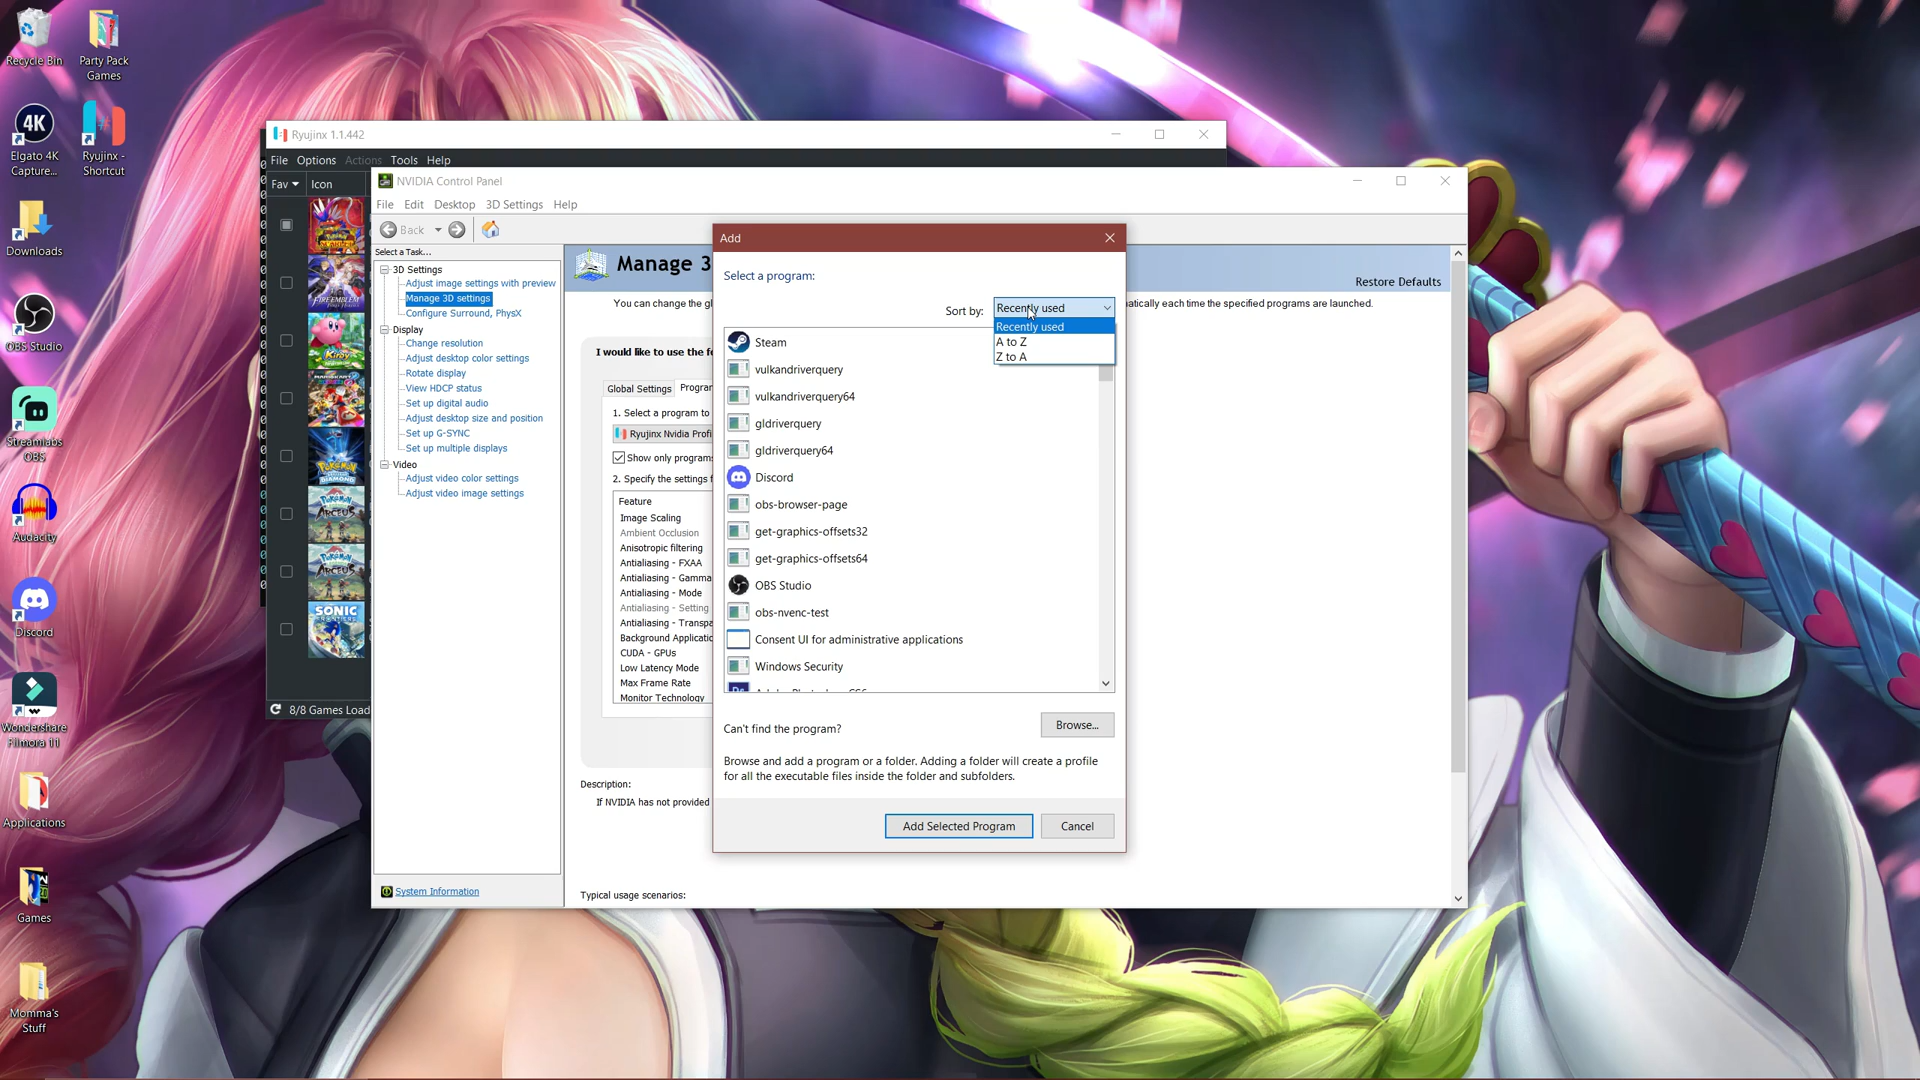 Recycle Bin
Party Pack
Games
4K
Elgato 4K
Capture...
Ryujinx -
Shortcut
Downloads
OBS Studio
Streamlabs
OBS
Audacity
Discord
Wondershare
Filmora 11
Applications
Games
Momma's
Stuff
Ryujinx 1.1.442
File Options Actions Tools Help
Fav Icon
FIRE EMBLEM
Kirby
POKÉMON
POKÉMON
ARCEUS
POKÉMON
ARCEUS
SONIC
FRONTIERS
8/8 Games Load
NVIDIA Control Panel
File Edit Desktop 3D Settings Help
Back
Select a Task...
3D Settings
Adjust image settings with preview
Manage 3D settings
Configure Surround, PhysX
Display
Change resolution
Adjust desktop color settings
Rotate display
View HDCP status
Set up digital audio
Adjust desktop size and position
Set up G-SYNC
Set up multiple displays
Video
Adjust video color settings
Adjust video image settings
System Information
Manage 3
Restore Defaults
You can change the gl
atically each time the specified programs are launched.
I would like to use the fo
Global Settings Program
1. Select a program to
Ryujinx Nvidia Profi
Show only programs
2. Specify the settings f
Feature
Image Scaling
Ambient Occlusion
Anisotropic filtering
Antialiasing - FXAA
Antialiasing - Gamma
Antialiasing - Mode
Antialiasing - Setting
Antialiasing - Transpa
Background Applicatio
CUDA - GPUs
Low Latency Mode
Max Frame Rate
Monitor Technology
Description:
If NVIDIA has not provided
Typical usage scenarios:
Add
Select a program:
Sort by: Recently used
Recently used
A to Z
Z to A
Steam
vulkandriverquery
vulkandriverquery64
gldriverquery
gldriverquery64
Discord
obs-browser-page
get-graphics-offsets32
get-graphics-offsets64
OBS Studio
obs-nvenc-test
Consent UI for administrative applications
Windows Security
Can't find the program?
Browse...
Browse and add a program or a folder. Adding a folder will create a profile
for all the executable files inside the folder and subfolders.
Add Selected Program Cancel